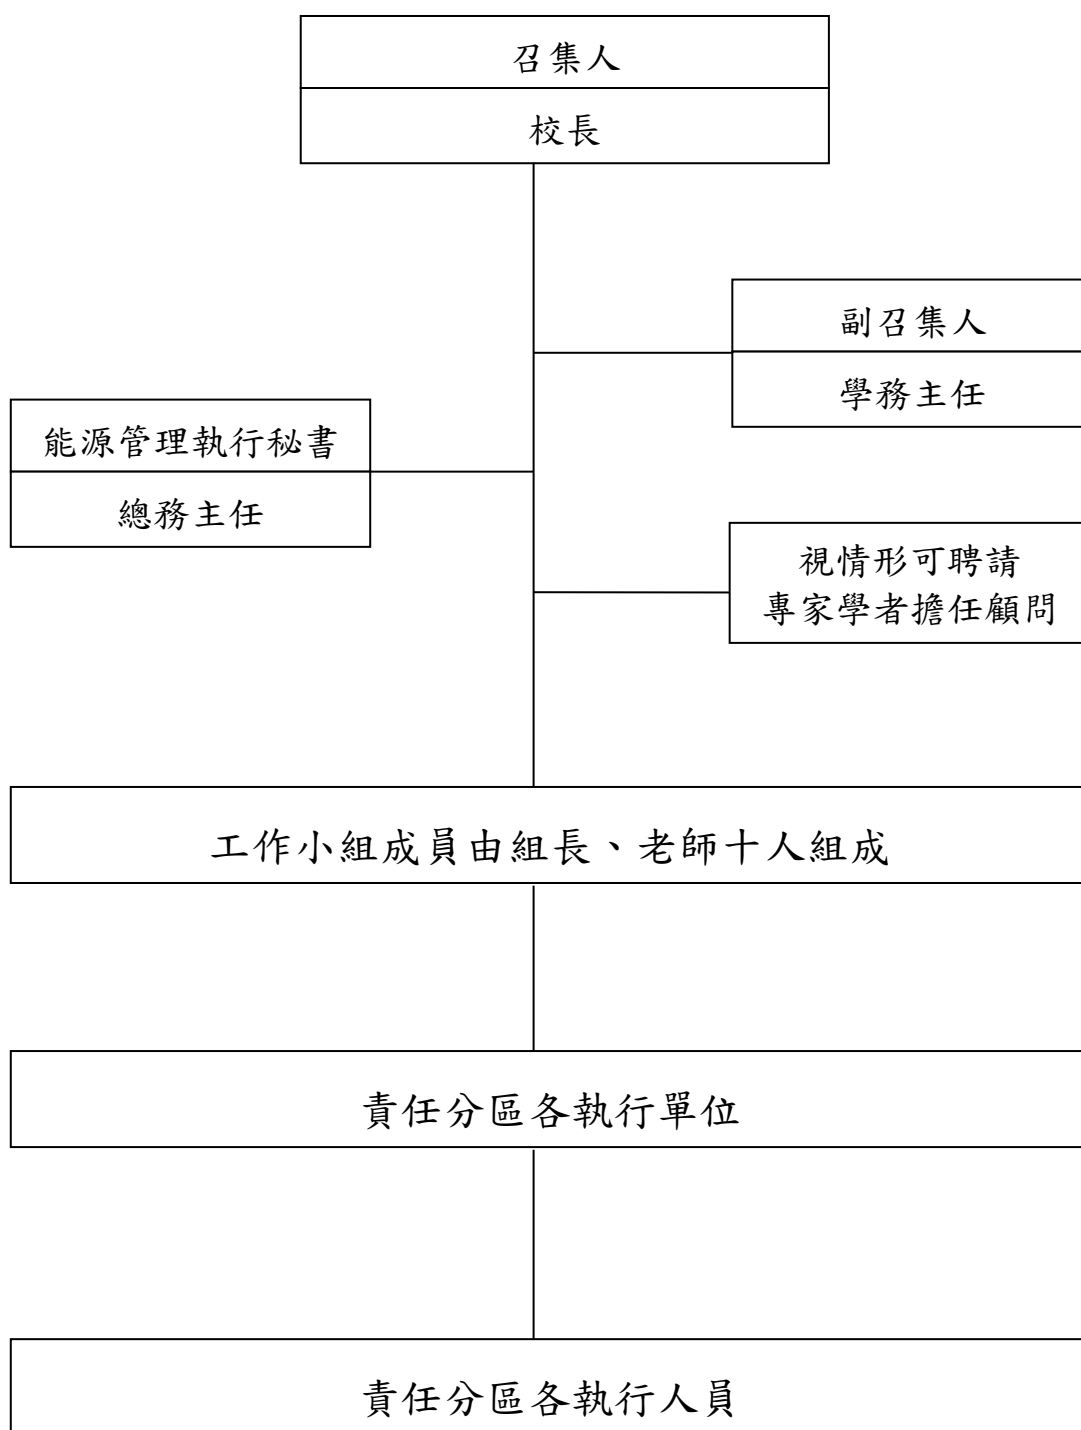 召集人
校長
副召集人
學務主任
能源管理執行秘書
總務主任
視情形可聘請
專家學者擔任顧問
工作小組成員由組長、老師十人組成
責任分區各執行單位
責任分區各執行人員